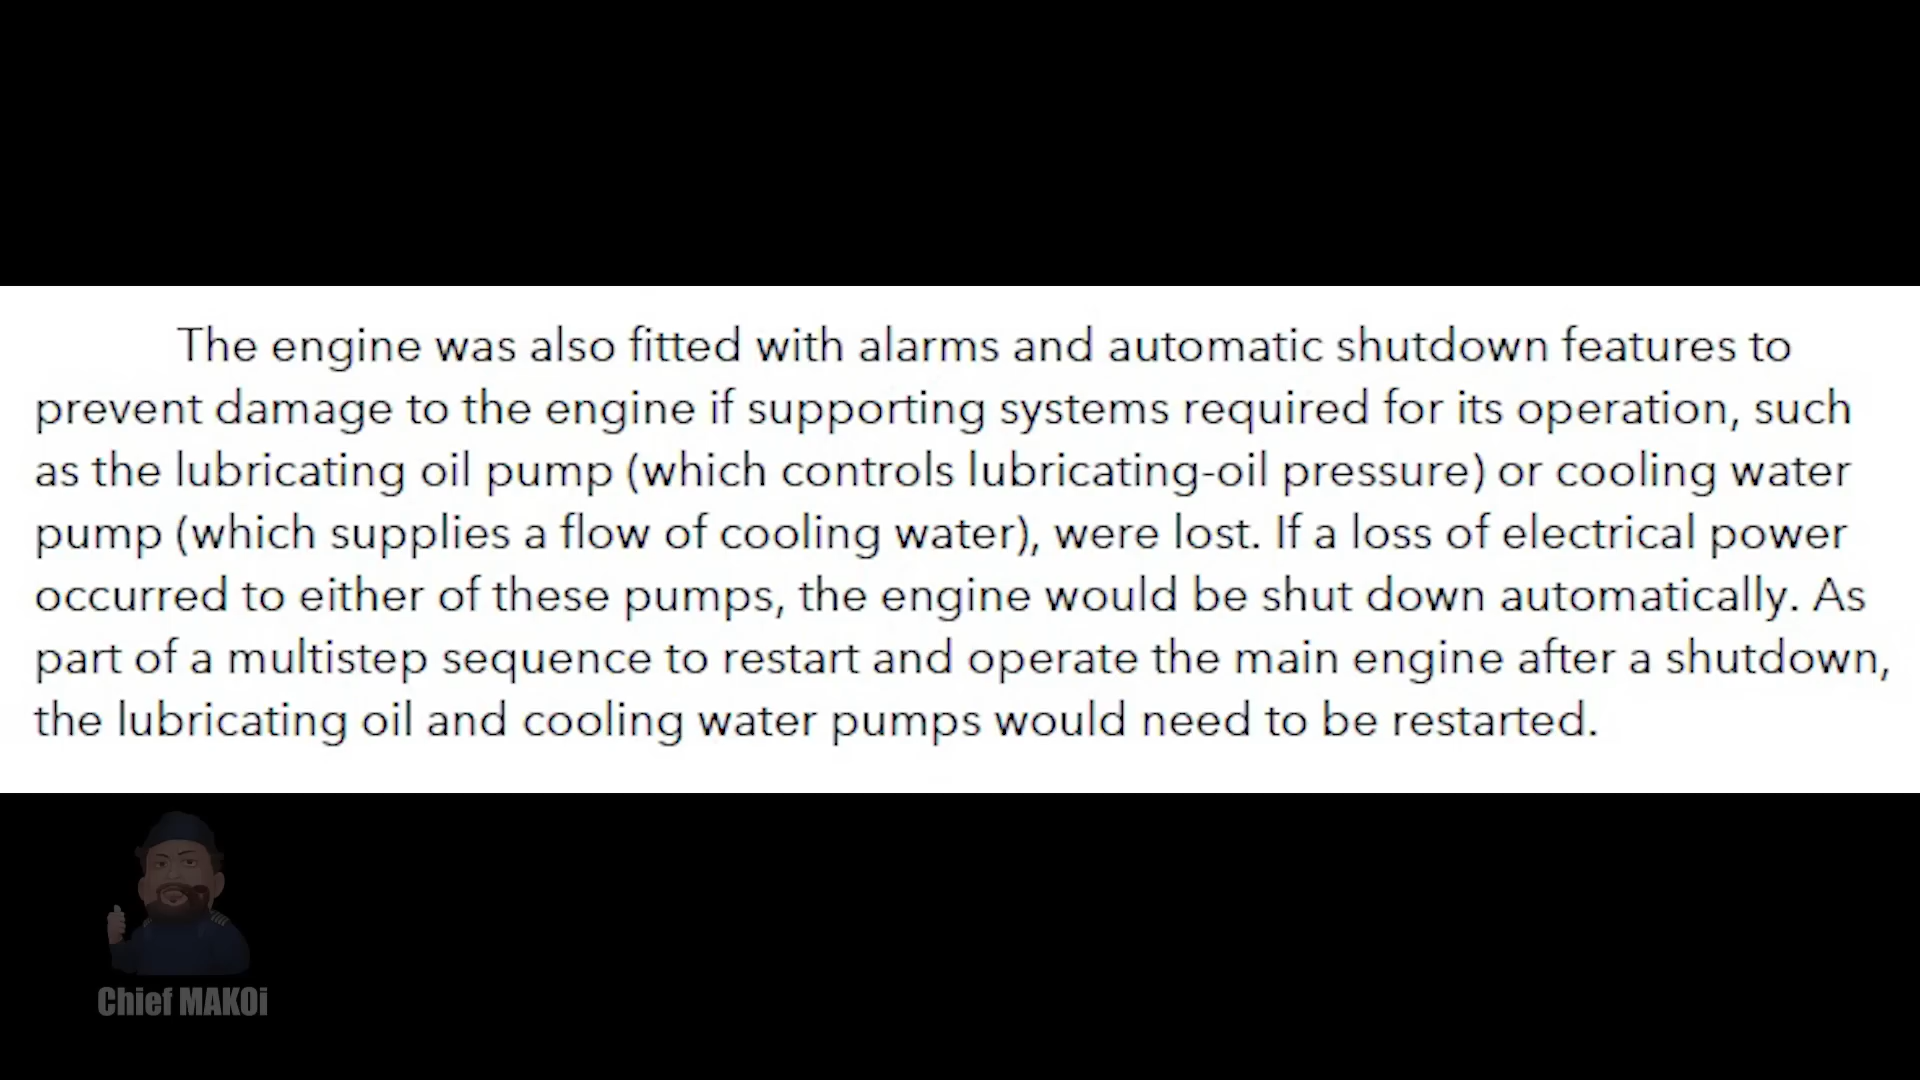 The engine was also fitted with alarms and automatic shutdown features to
prevent damage to the engine if supporting systems required for its operation, such
as the lubricating oil pump (which controls lubricating-oil pressure) or cooling water
pump (which supplies a flow of cooling water), were lost. If a loss of electrical power
occurred to either of these pumps, the engine would be shut down automatically. As
part of a multistep sequence to restart and operate the main engine after a shutdown,
the lubricating oil and cooling water pumps would need to be restarted.
Chief MAKOi